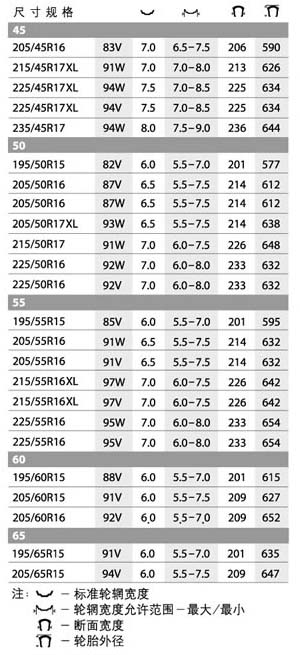 尺寸规格
45
205/45R16 83V 7.0 6.5-7.5 206 590
215/45R17XL 91W 7.0 7.0-8.0 213 626
225/45R17XL 94W 7.5 7.0-8.5 225 634
225/45R17XL 94V 7.5 7.0-8.5 225 634
235/45R17 94W 8.0 7.5-9.0 236 644
50
195/50R15 82V 6.0 5.5-7.0 201 577
205/50R16 87V 6.5 5.5-7.5 214 612
205/50R16 87W 6.5 5.5-7.5 214 612
205/50R17XL 93W 6.5 5.5-7.5 214 638
215/50R17 91W 7.0 6.0-7.5 226 648
225/50R16 92W 7.0 6.0-8.0 233 632
225/50R16 92V 7.0 6.0-8.0 233 632
55
195/55R15 85V 6.0 5.5-7.0 201 595
205/55R16 91W 6.5 5.5-7.5 214 632
205/55R16 91V 6.5 5.5-7.5 214 632
215/55R16XL 97W 7.0 6.0-7.5 226 642
215/55R16XL 97V 7.0 6.0-7.5 226 642
225/55R16 95W 7.0 6.0-8.0 233 654
225/55R16 95V 7.0 6.0-8.0 233 654
60
195/60R15 88V 6.0 5.5-7.0 201 615
205/60R15 91V 6.0 5.5-7.5 209 627
205/60R16 92V 6.0 5.5-7.0 209 652
65
195/65R15 91V 6.0 5.5-7.0 201 635
205/65R15 94V 6.0 5.5-7.5 209 647
注: -标准轮辋宽度
-轮辋宽度允许范围-最大/最小
-断面宽度
-轮胎外径